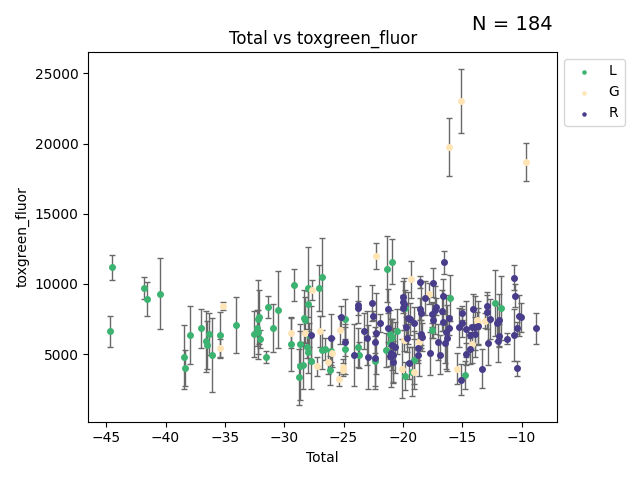 N = 184
Total vs toxgreen_fluor
L
G
R
25000
20000
15000
10000
5000
toxgreen_fluor
−45 −40 −35 −30 −25 −20 −15 −10
Total